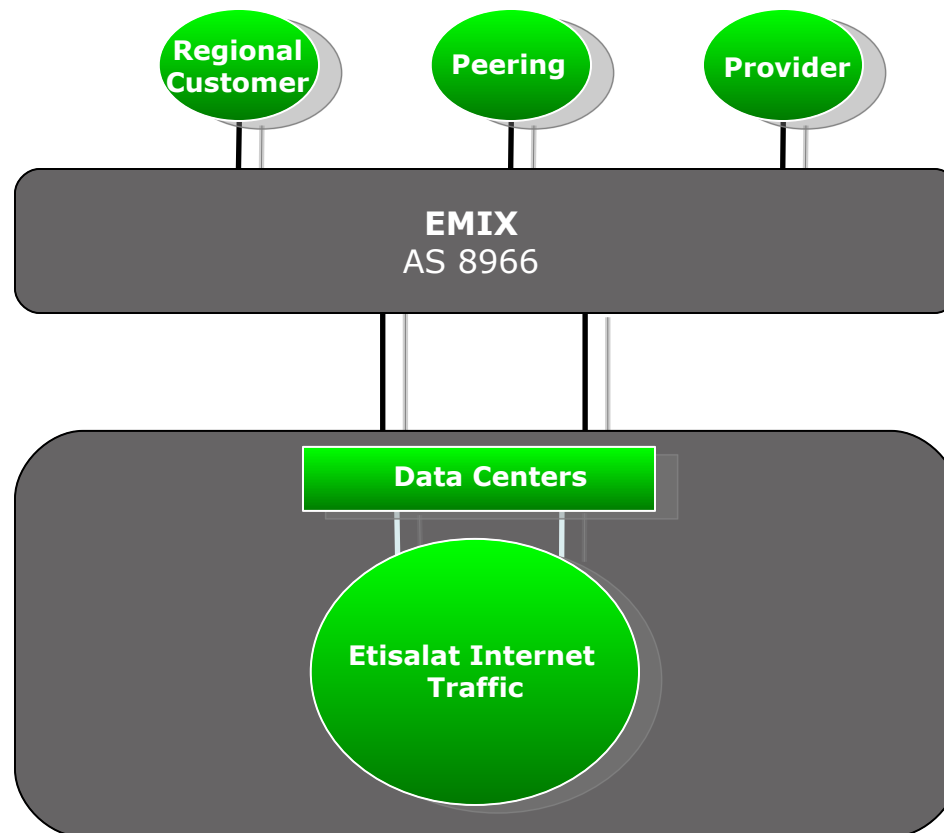 Regional
Customer
Peering
Provider
EMIX
AS 8966
Data Centers
Etisalat Internet
Traffic